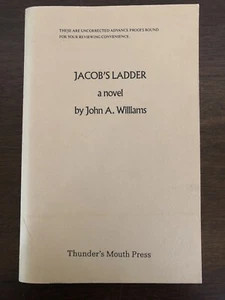 THESE ARE UNCORRECTED ADVANCE PROOFS BOUND
FOR YOUR REVIEWING CONVENIENCE
JACOB'S LADDER
a novel
by John A. Williams
Thunder's Mouth Press